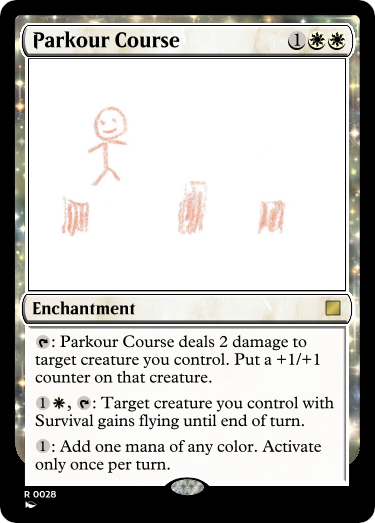 Parkour Course 1
Enchantment
: Parkour Course deals 2 damage to
target creature you control. Put a +1/+1
counter on that creature.
1 , : Target creature you control with
Survival gains flying until end of turn.
1: Add one mana of any color. Activate
only once per turn.
R 0028